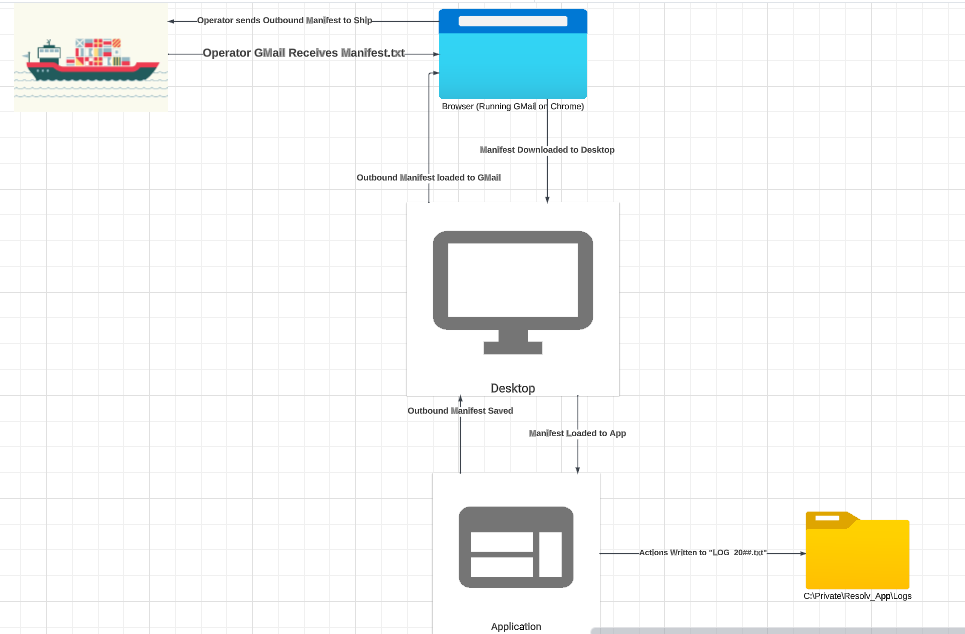 Operator sends Outbound Manifest to Ship
Operator GMail Receives Manifest.txt
Browser (Running GMail on Chrome)
Manifest Downloaded to Desktop
Outbound Manifest loaded to GMail
Desktop
Outbound Manifest Saved
Manifest Loaded to App
Actions Written to "LOG_20##.txt"
C:\Private\Resolv_App\Logs
Application